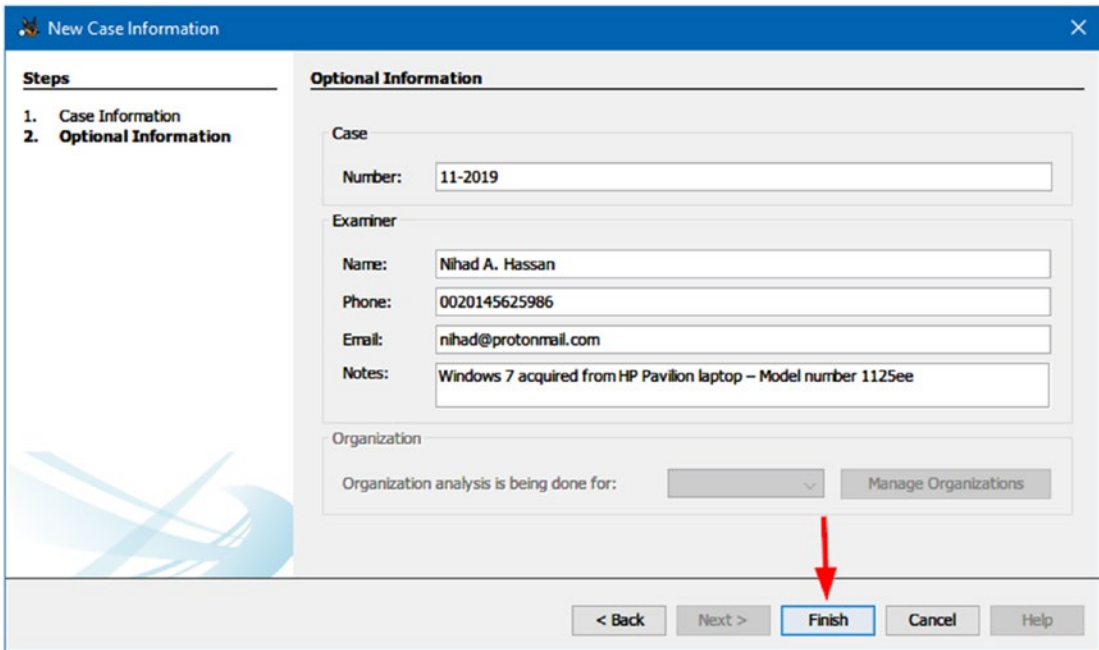 New Case Information
Steps
1. Case Information
2. Optional Information
Optional Information
Case
Number: 11-2019
Examiner
Name: Nihad A. Hassan
Phone: 0020145625986
Email: nihad@protonmail.com
Notes: Windows 7 acquired from HP Pavilion laptop – Model number 1125ee
Organization
Organization analysis is being done for: Manage Organizations
< Back Next > Finish Cancel Help